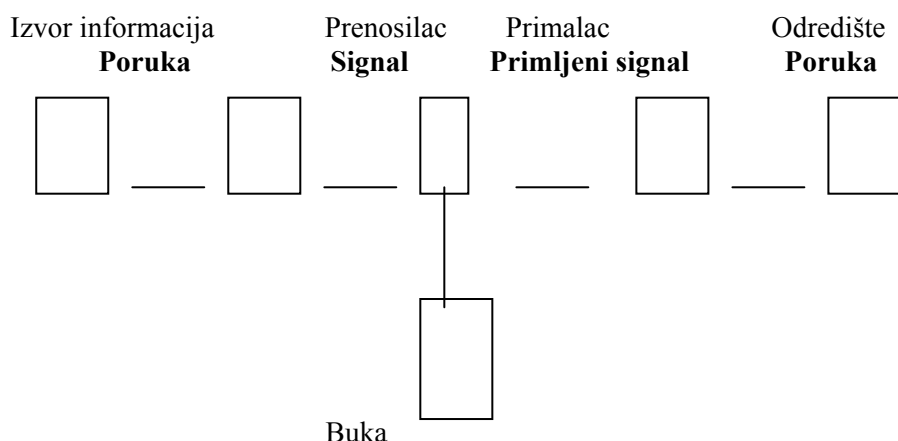 Izvor informacija Prenosilac Primalac Odredište
Poruka Signal Primljeni signal Poruka
Buka